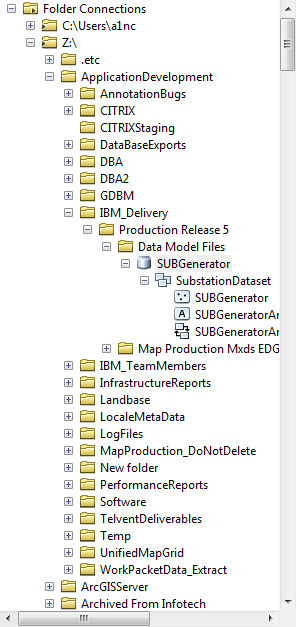 Folder Connections
C:\Users\a1nc
Z:\
.etc
ApplicationDevelopment
AnnotationBugs
CITRIX
CITRIXStaging
DataBaseExports
DBA
DBA2
GDBM
IBM_Delivery
Production Release 5
Data Model Files
SUBGenerator
SubstationDataset
SUBGenerator
SUBGeneratorAr
SUBGeneratorAr
Map Production Mxds EDG
IBM_TeamMembers
InfrastructureReports
Landbase
LocaleMetaData
LogFiles
MapProduction_DoNotDelete
New folder
PerformanceReports
Software
TelventDeliverables
Temp
UnifiedMapGrid
WorkPacketData_Extract
ArcGISServer
Archived From Infotech